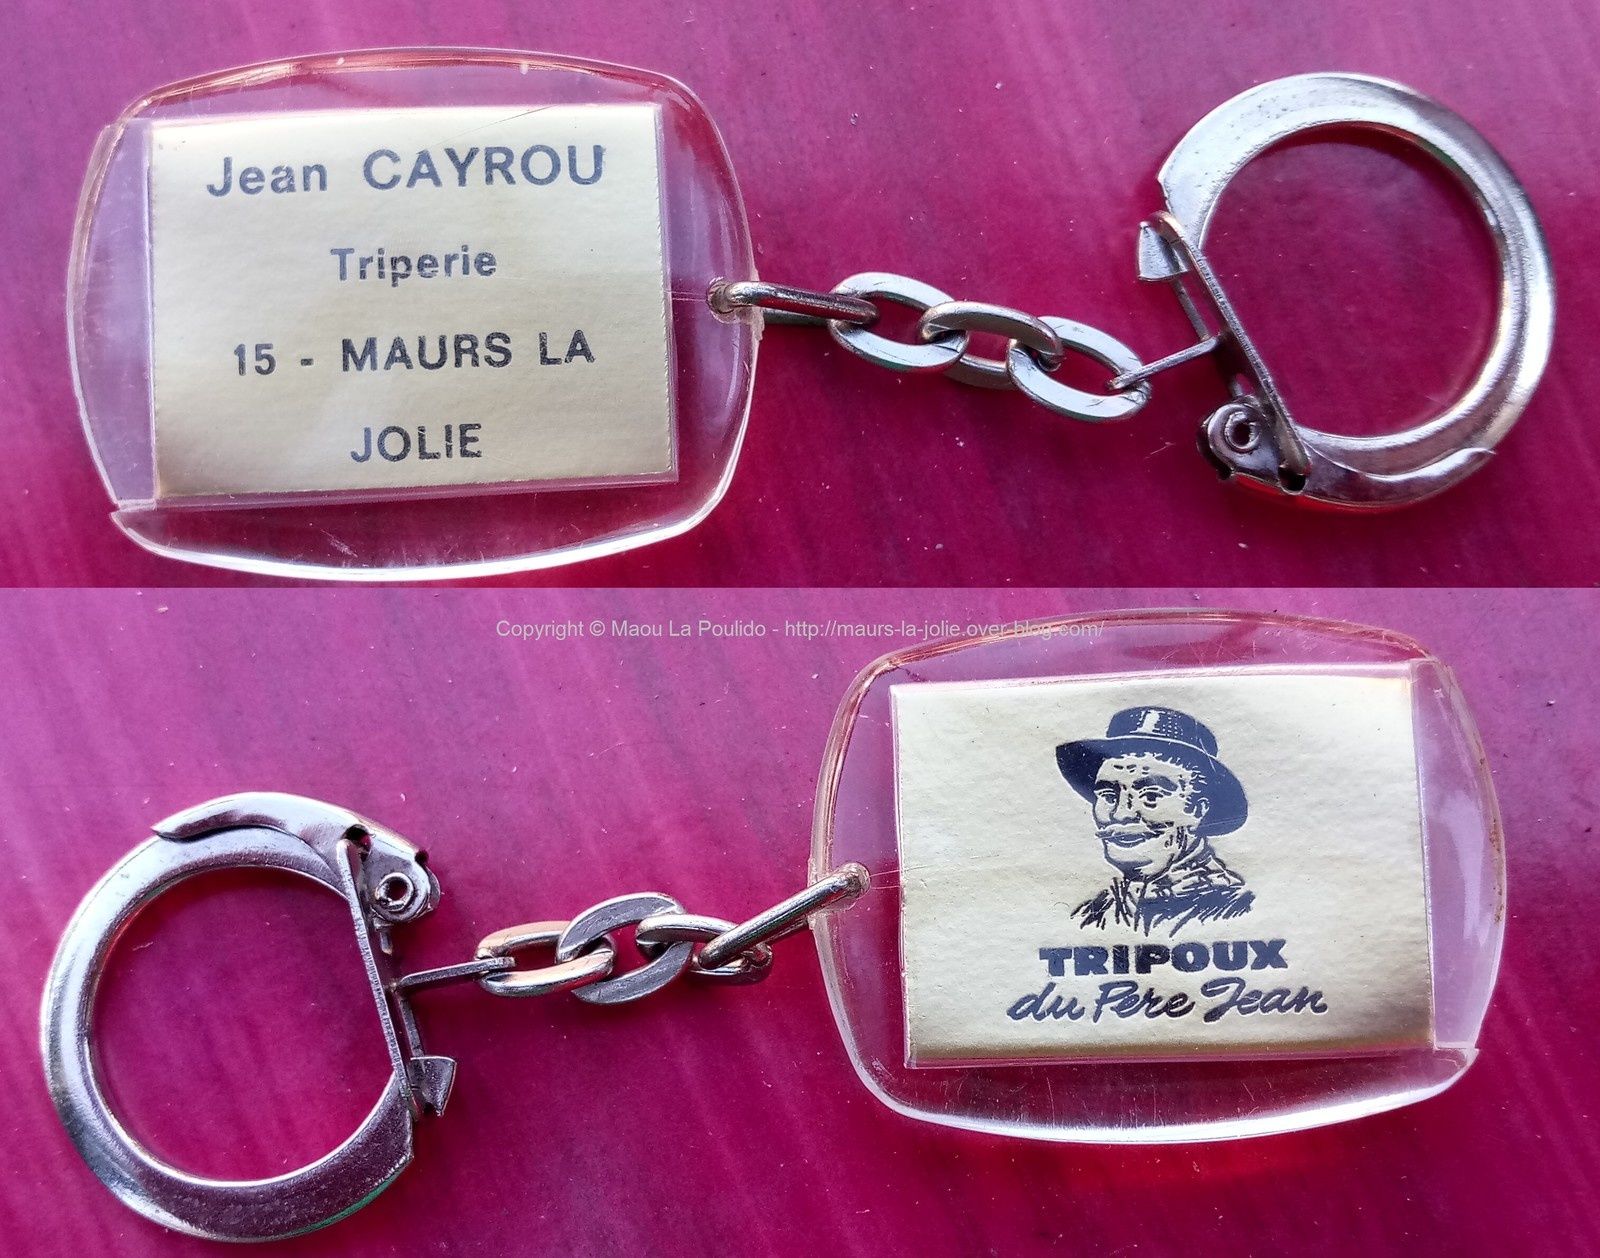 Jean CAYROU
Triperie
15 - MAURS LA
JOLIE
Copyright © Maou La Poulido - http://maurs-la-jolie.over-blog.com/
TRIPOUX
du Père Jean